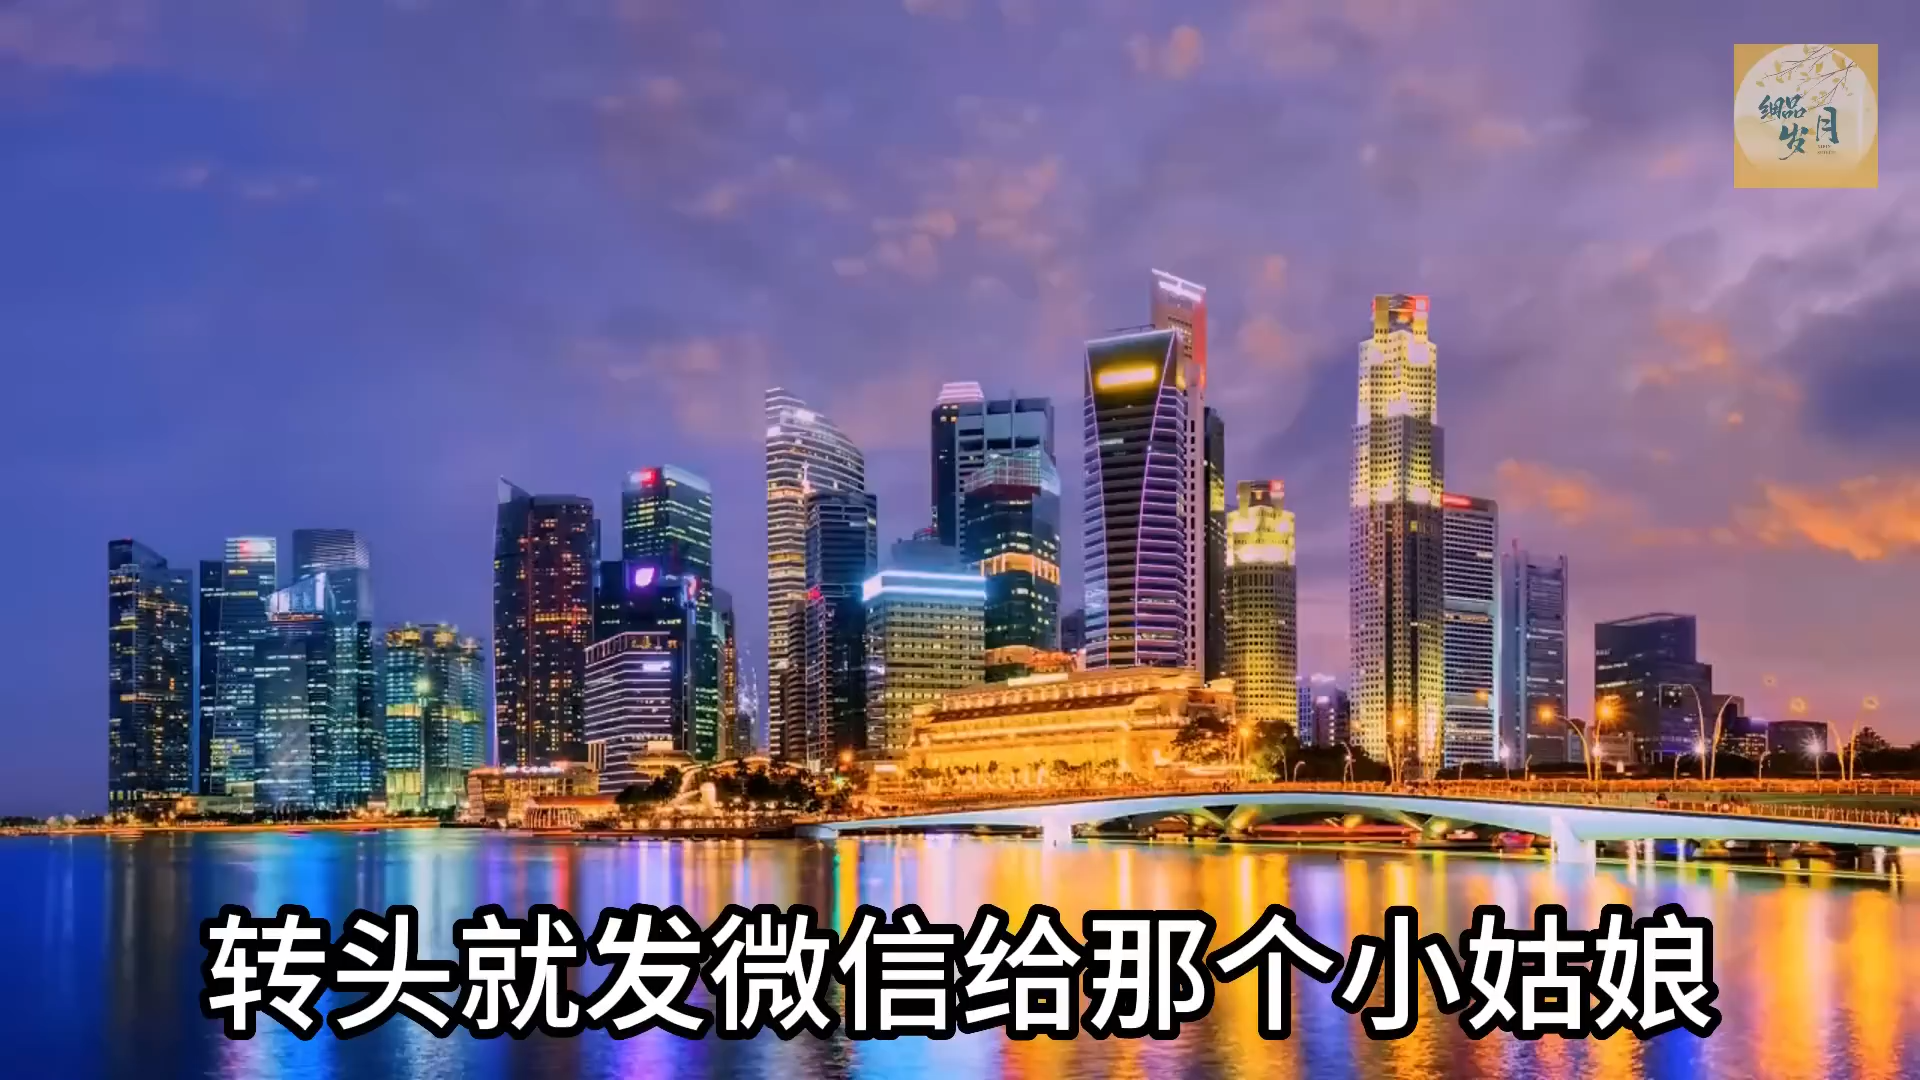 细品
岁月
转头就发微信给那个小姑娘